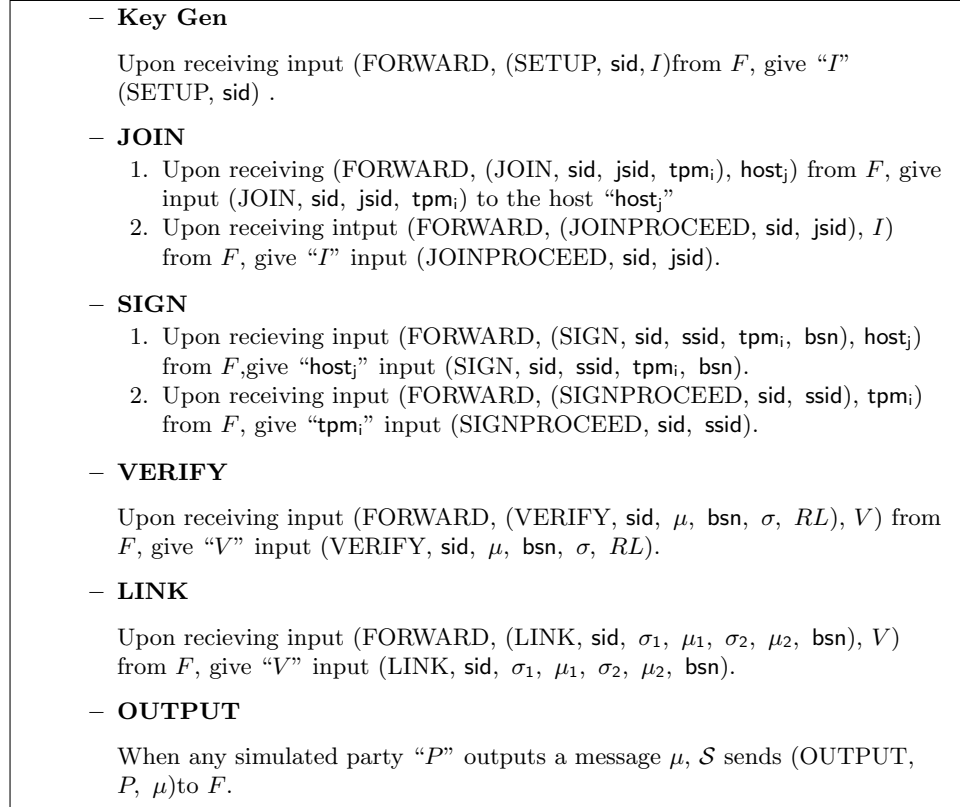 – Key Gen
Upon receiving input (FORWARD, (SETUP, sid, I)from F, give “I”
(SETUP, sid) .
– JOIN
1. Upon receiving (FORWARD, (JOIN, sid, jsid, tpmᵢ), hostⱼ) from F, give
input (JOIN, sid, jsid, tpmᵢ) to the host “hostⱼ”
2. Upon receiving intput (FORWARD, (JOINPROCEED, sid, jsid), I)
from F, give “I” input (JOINPROCEED, sid, jsid).
– SIGN
1. Upon recieving input (FORWARD, (SIGN, sid, ssid, tpmᵢ, bsn), hostⱼ)
from F,give “hostⱼ” input (SIGN, sid, ssid, tpmᵢ, bsn).
2. Upon receiving input (FORWARD, (SIGNPROCEED, sid, ssid), tpmᵢ)
from F, give “tpmᵢ” input (SIGNPROCEED, sid, ssid).
– VERIFY
Upon receiving input (FORWARD, (VERIFY, sid, μ, bsn, σ, RL), V) from
F, give “V” input (VERIFY, sid, μ, bsn, σ, RL).
– LINK
Upon recieving input (FORWARD, (LINK, sid, σ₁, μ₁, σ₂, μ₂, bsn), V)
from F, give “V” input (LINK, sid, σ₁, μ₁, σ₂, μ₂, bsn).
– OUTPUT
When any simulated party “P” outputs a message μ, 𝒮 sends (OUTPUT,
P, μ)to F.